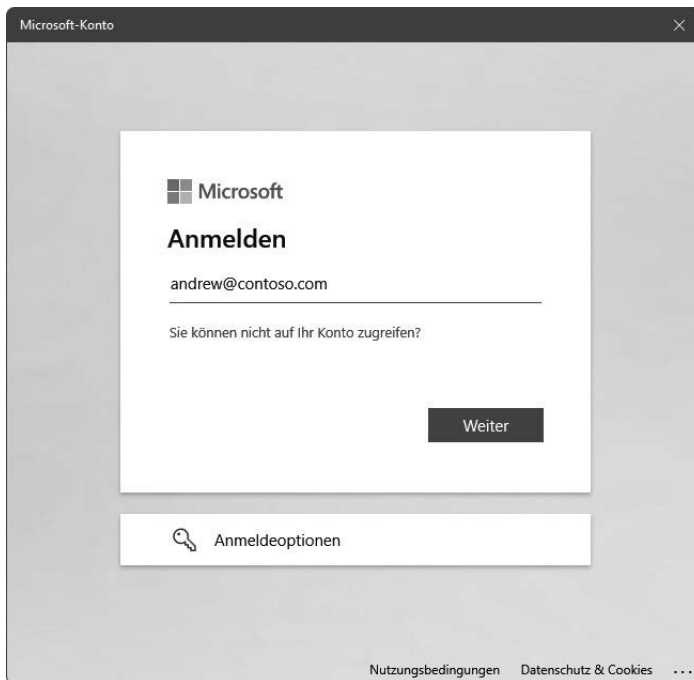 Microsoft-Konto
Microsoft
Anmelden
andrew@contoso.com
Sie können nicht auf Ihr Konto zugreifen?
Weiter
Anmeldeoptionen
Nutzungsbedingungen Datenschutz & Cookies ...